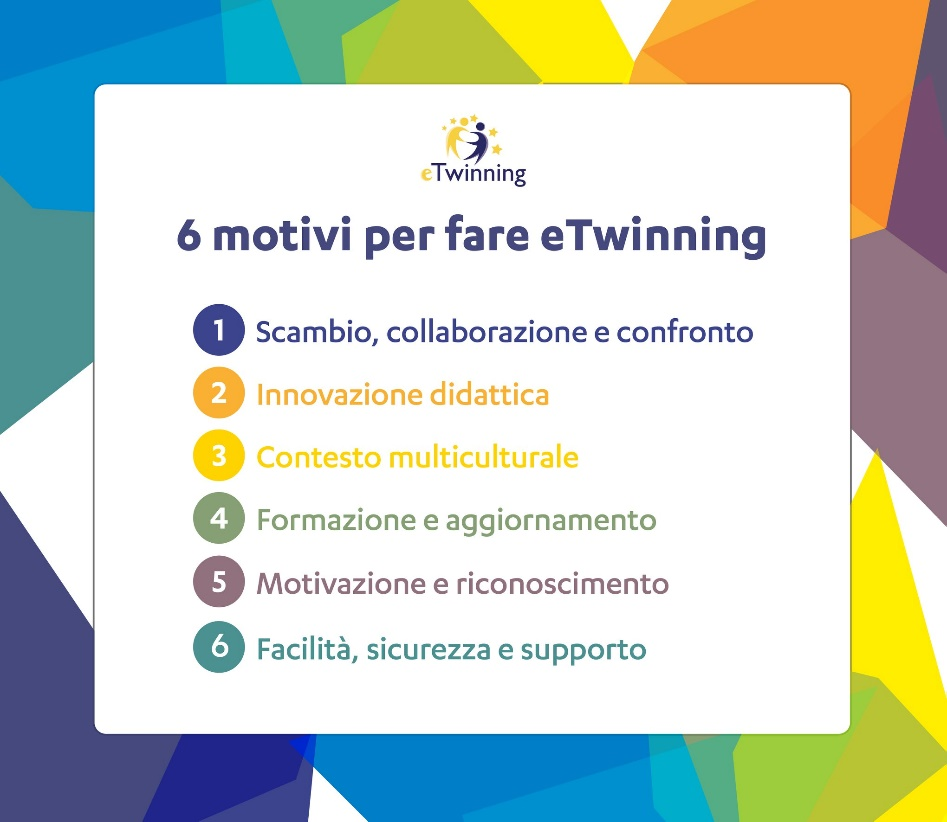 eTwinning
6 motivi per fare eTwinning
1 Scambio, collaborazione e confronto
2 Innovazione didattica
3 Contesto multiculturale
4 Formazione e aggiornamento
5 Motivazione e riconoscimento
6 Facilità, sicurezza e supporto